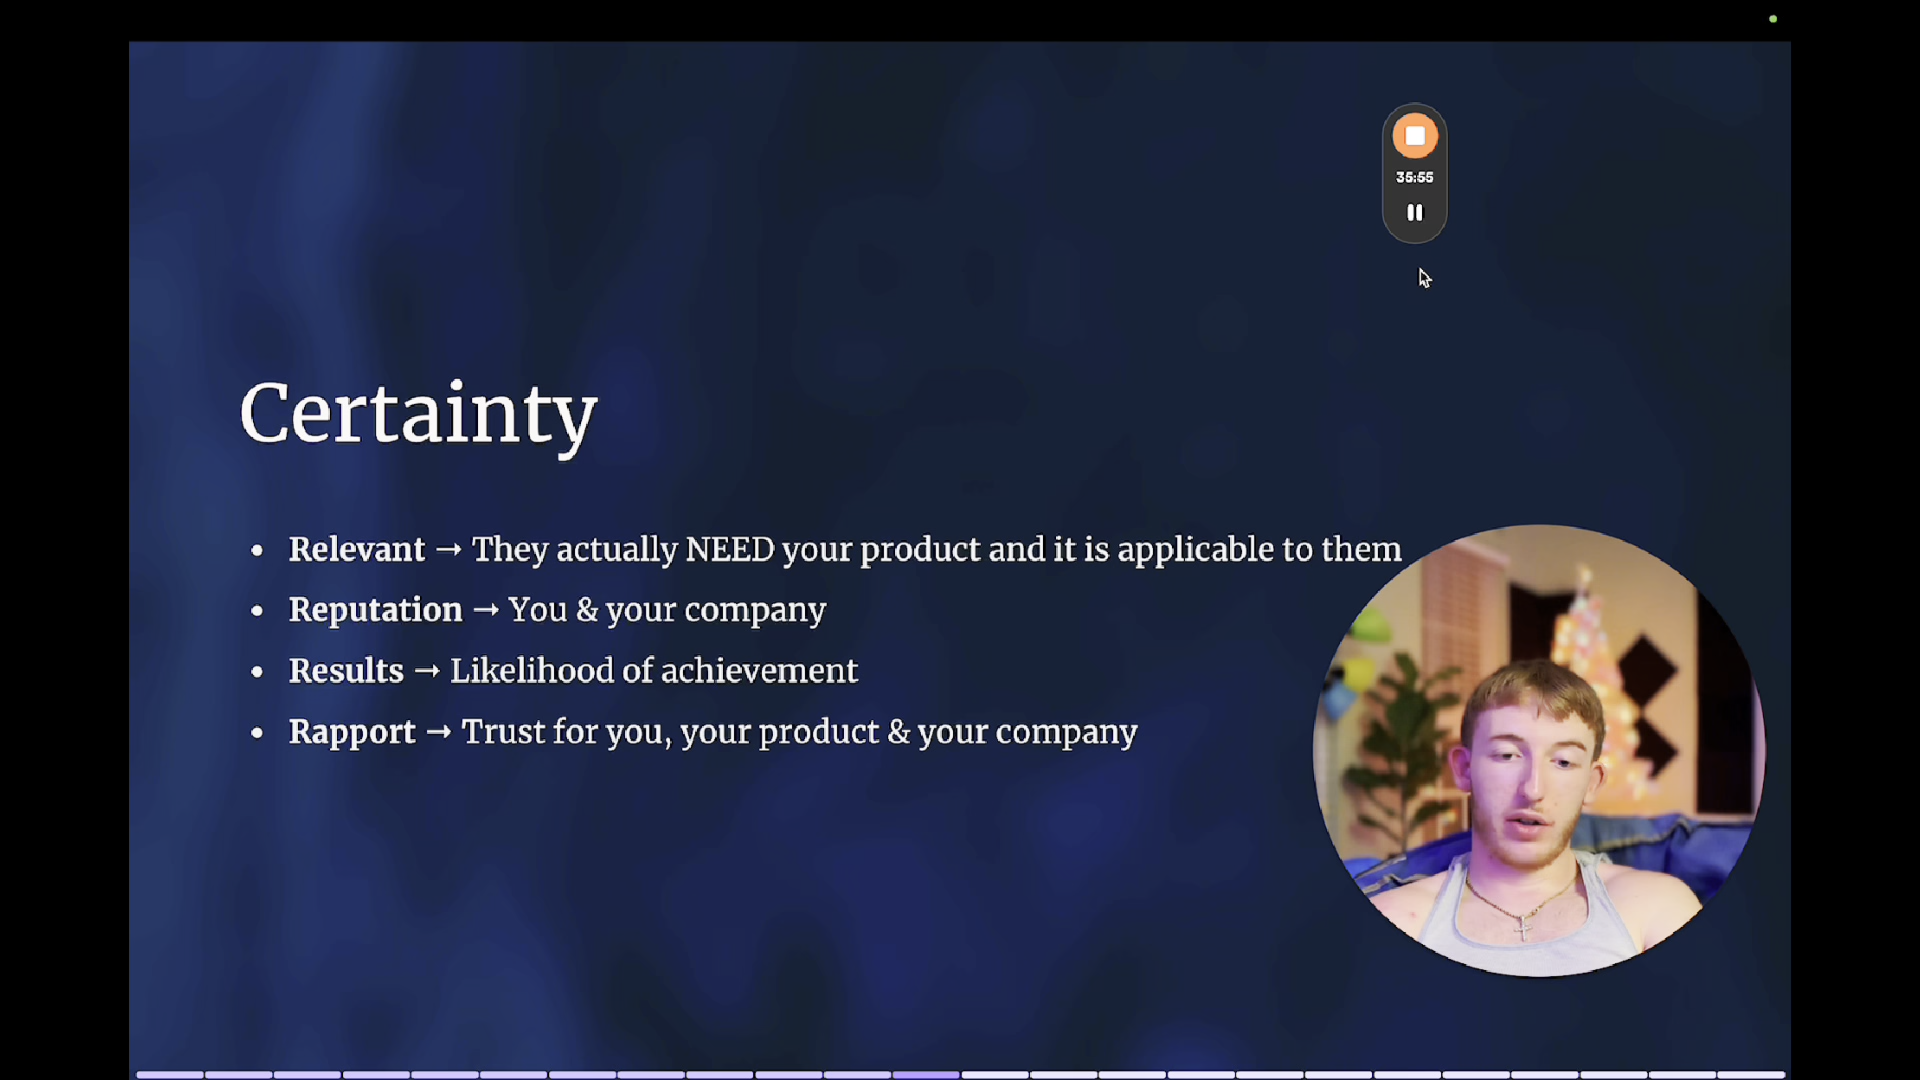 35:55
Certainty
• Relevant → They actually NEED your product and it is applicable to them
• Reputation → You & your company
• Results → Likelihood of achievement
• Rapport → Trust for you, your product & your company